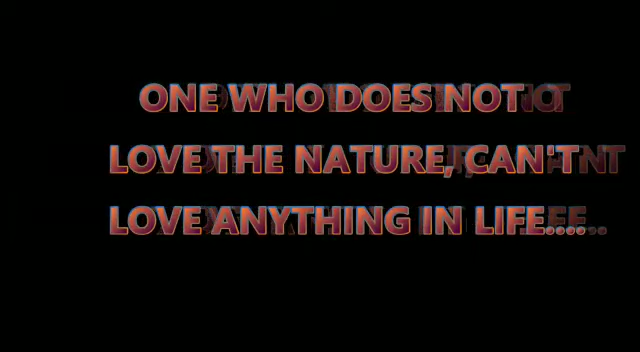 ONE WHO DOES NOT
LOVE THE NATURE, CAN'T
LOVE ANYTHING IN LIFE....